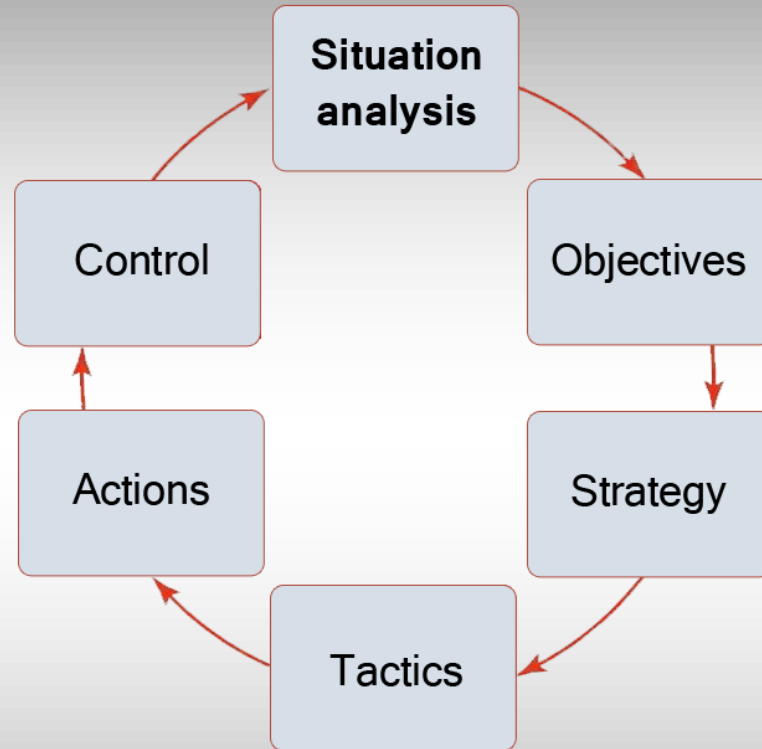 Situation
analysis
Objectives
Strategy
Tactics
Actions
Control